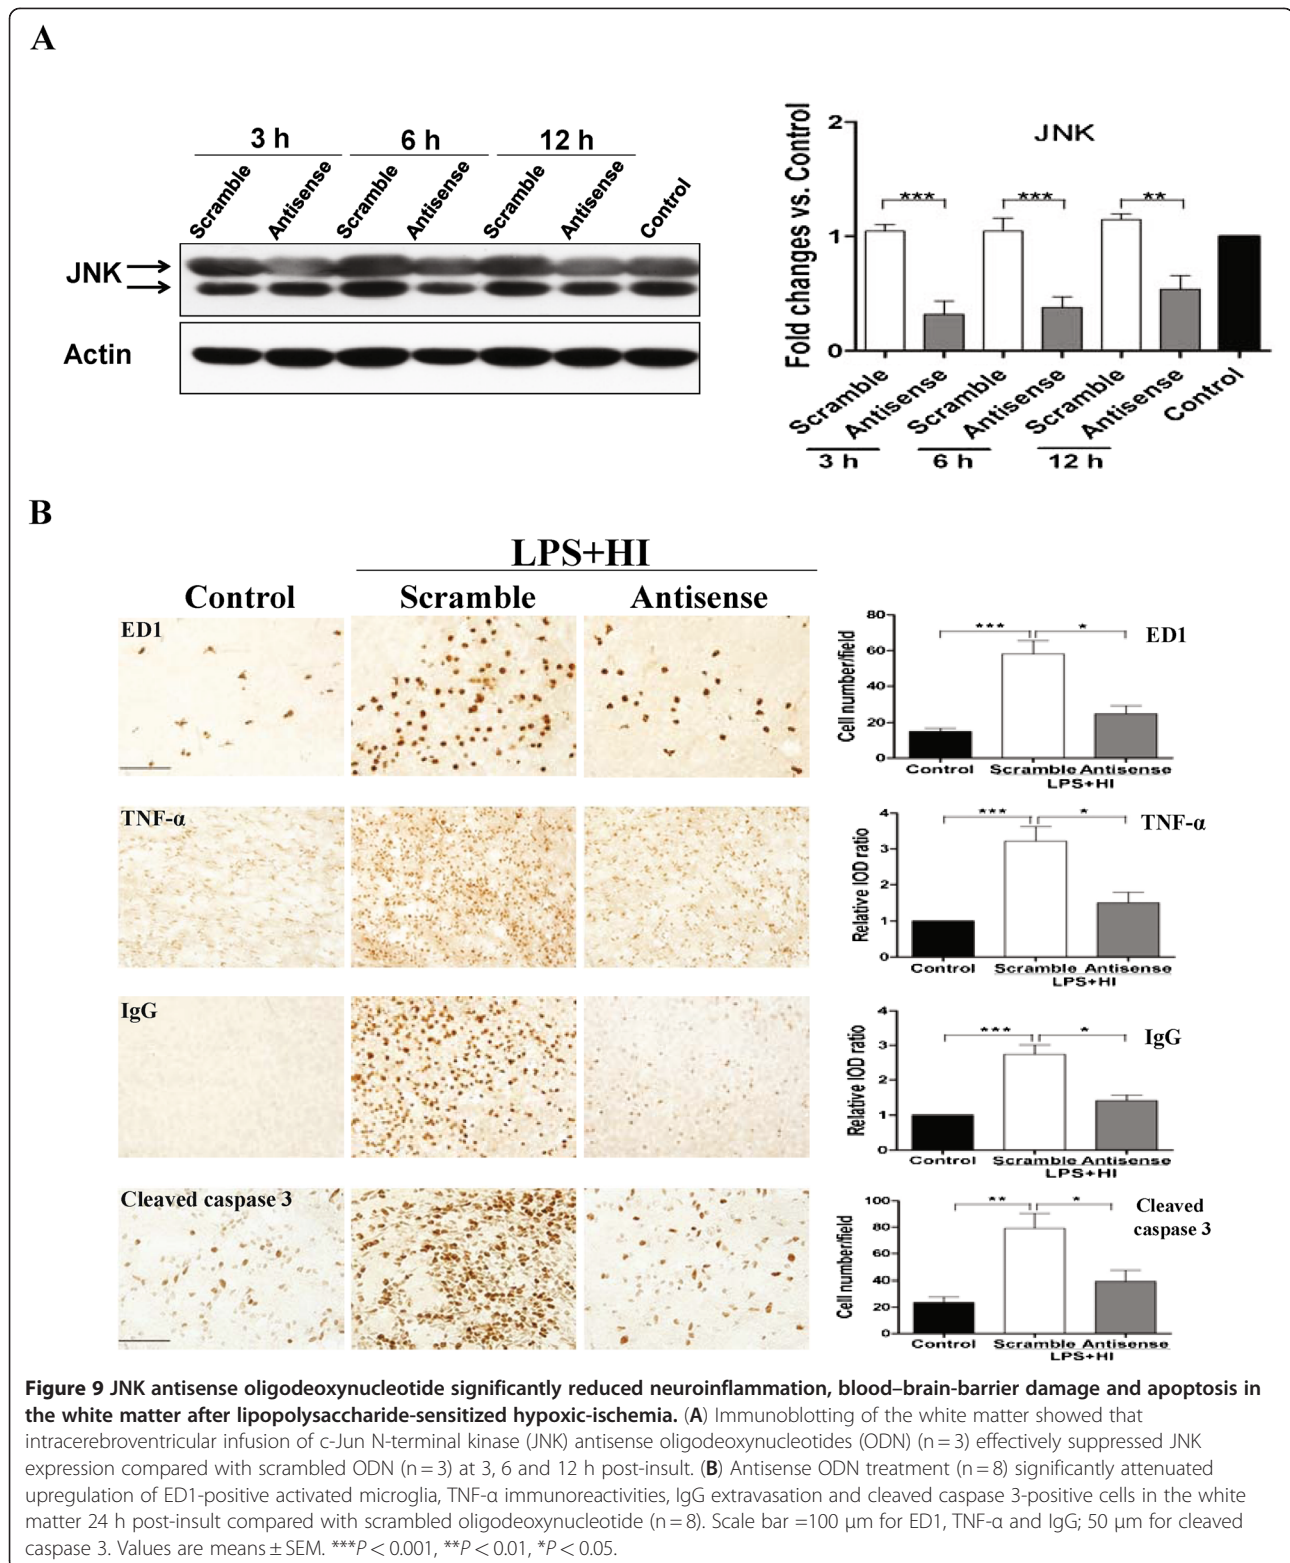 A
3 h 6 h 12 h
Scramble Antisense Scramble Antisense Scramble Antisense Control
JNK
Actin
JNK
Fold changes vs. Control
2
1
0
*** *** **
Scramble Antisense Scramble Antisense Scramble Antisense Control
3 h 6 h 12 h
B
LPS+HI
Control Scramble Antisense
ED1
ED1
Cell number/field
80
60
40
20
0
*** *
Control Scramble Antisense
LPS+HI
TNF-α
TNF-α
Relative IOD ratio
4
3
2
1
0
*** *
Control Scramble Antisense
LPS+HI
IgG
IgG
Relative IOD ratio
4
3
2
1
0
*** *
Control Scramble Antisense
LPS+HI
Cleaved caspase 3
Cleaved
caspase 3
Cell number/field
100
80
60
40
20
0
** *
Control Scramble Antisense
LPS+HI
Figure 9 JNK antisense oligodeoxynucleotide significantly reduced neuroinflammation, blood–brain-barrier damage and apoptosis in
the white matter after lipopolysaccharide-sensitized hypoxic-ischemia. (A) Immunoblotting of the white matter showed that
intracerebroventricular infusion of c-Jun N-terminal kinase (JNK) antisense oligodeoxynucleotides (ODN) (n = 3) effectively suppressed JNK
expression compared with scrambled ODN (n = 3) at 3, 6 and 12 h post-insult. (B) Antisense ODN treatment (n = 8) significantly attenuated
upregulation of ED1-positive activated microglia, TNF-α immunoreactivities, IgG extravasation and cleaved caspase 3-positive cells in the white
matter 24 h post-insult compared with scrambled oligodeoxynucleotide (n = 8). Scale bar =100 μm for ED1, TNF-α and IgG; 50 μm for cleaved
caspase 3. Values are means ± SEM. ***P < 0.001, **P < 0.01, *P < 0.05.